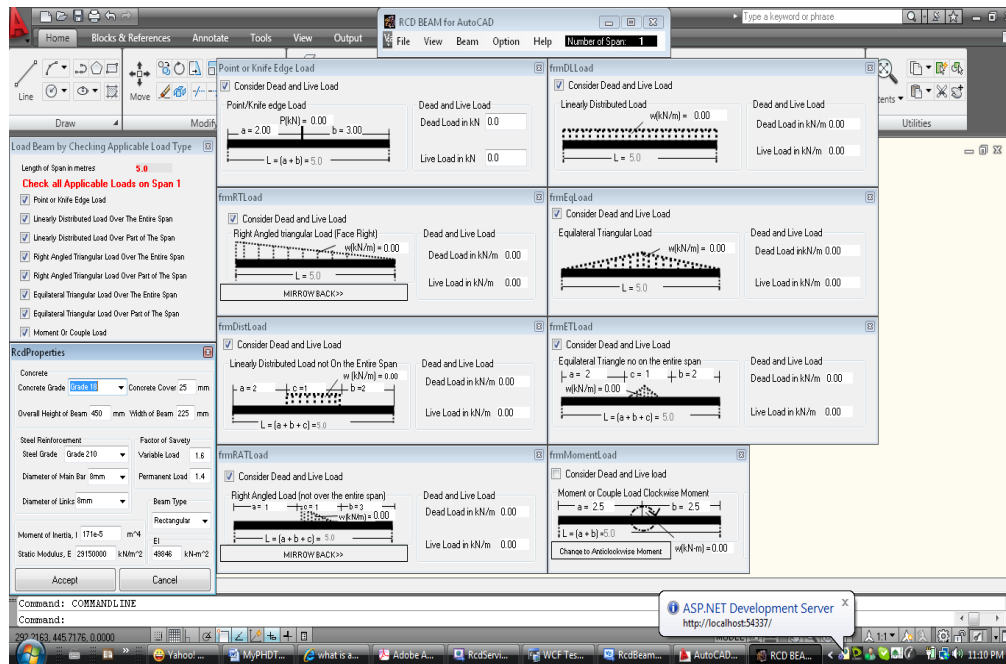 RCD BEAM for AutoCAD
Type a keyword or phrase
Home Blocks & References Annotate Tools View Output
File View Beam Option Help Number of Span: 1
Line
Move
Draw
Modif
Utilities
Point or Knife Edge Load
Consider Dead and Live Load
Point/Knife edge Load
P(kN) = 0.00
a = 2.00 b = 3.00
L = (a + b) = 5.0
Dead and Live Load
Dead Load in kN 0.0
Live Load in kN 0.0
frmDLLoad
Consider Dead and Live Load
Linearly Distributed Load
w(kN/m) = 0.00
L = 5.0
Dead and Live Load
Dead Load in kN/m 0.00
Live Load in kN/m 0.00
Load Beam by Checking Applicable Load Type
Length of Span in metres 5.0
Check all Applicable Loads on Span 1
Point or Knife Edge Load
Linearly Distributed Load Over The Entire Span
Linearly Distributed Load Over Part of The Span
Right Angled Triangular Load Over The Entire Span
Right Angled Triangular Load Over Part of The Span
Equilateral Triangular Load Over The Entire Span
Equilateral Triangular Load Over Part of The Span
Moment Or Couple Load
frmRTLoad
Consider Dead and Live Load
Right Angled triangular Load (Face Right)
w(kN/m) = 0.00
L = 5.0
MIRROW BACK>>
Dead and Live Load
Dead Load in kN/m 0.00
Live Load in kN/m 0.00
frmEqLoad
Consider Dead and Live Load
Equilateral Triangular Load
w(kN/m) = 0.00
L = 5.0
Dead and Live Load
Dead Load inkN/m 0.00
Live Load in kN/m 0.00
frmDistLoad
Consider Dead and Live Load
Linearly Distributed Load not On the Entire Span
w (kN/m) = 0.00
a = 2 c = 1 b = 2
L = (a + b + c) = 5.0
Dead and Live Load
Dead Load in kN/m 0.00
Live Load in kN/m 0.00
frmETLoad
Consider Dead and Live Load
Equilateral Triangle no on the entire span
a = 2 c = 1 b = 2
w(kN/m) = 0.00
L = (a + b + c) = 5.0
Dead and Live Load
Dead Load in kN/m 0.00
Live Load in kN/m 0.00
RcdProperties
Concrete
Concrete Grade Grade 18 Concrete Cover 25 mm
Overall Height of Beam 450 mm Width of Beam 225 mm
Steel Reinforcement
Steel Grade Grade 210
Diameter of Main Bar 8mm
Diameter of Links 8mm
Factor of Savety
Variable Load 1.6
Permanent Load 1.4
Beam Type
Rectangular
Moment of Inertia, I 171e-5 m^4
EI
Static Modulus, E 29150000 kN/m^2 49846 kN-m^2
Accept Cancel
frmRATLoad
Consider Dead and Live Load
Right Angled Load (not over the entire span)
a = 1 c = 1 b = 3
w(kN/m) = 0.00
L = (a + b + c) = 5.0
MIRROW BACK>>
Dead and Live Load
Dead Load in kN/m 0.00
Live Load in kN/m 0.00
frmMomentLoad
Consider Dead and Live load
Moment or Couple Load Clockwise Moment
a = 2.5 b = 2.5
L = (a + b) =5.0
Change to Anticlockwise Moment w(kN-m) = 0.00
Command: COMMANDLINE
Command:
292.2163, 445.7176, 0.0000
ASP.NET Development Server
http://localhost:54337/
1:1
Yahoo! ... MyPHDT... what is a... Adobe A... RcdServi... WCF Tes... RcdBeam... AutoCAD... RCD BEA... 11:10 PM